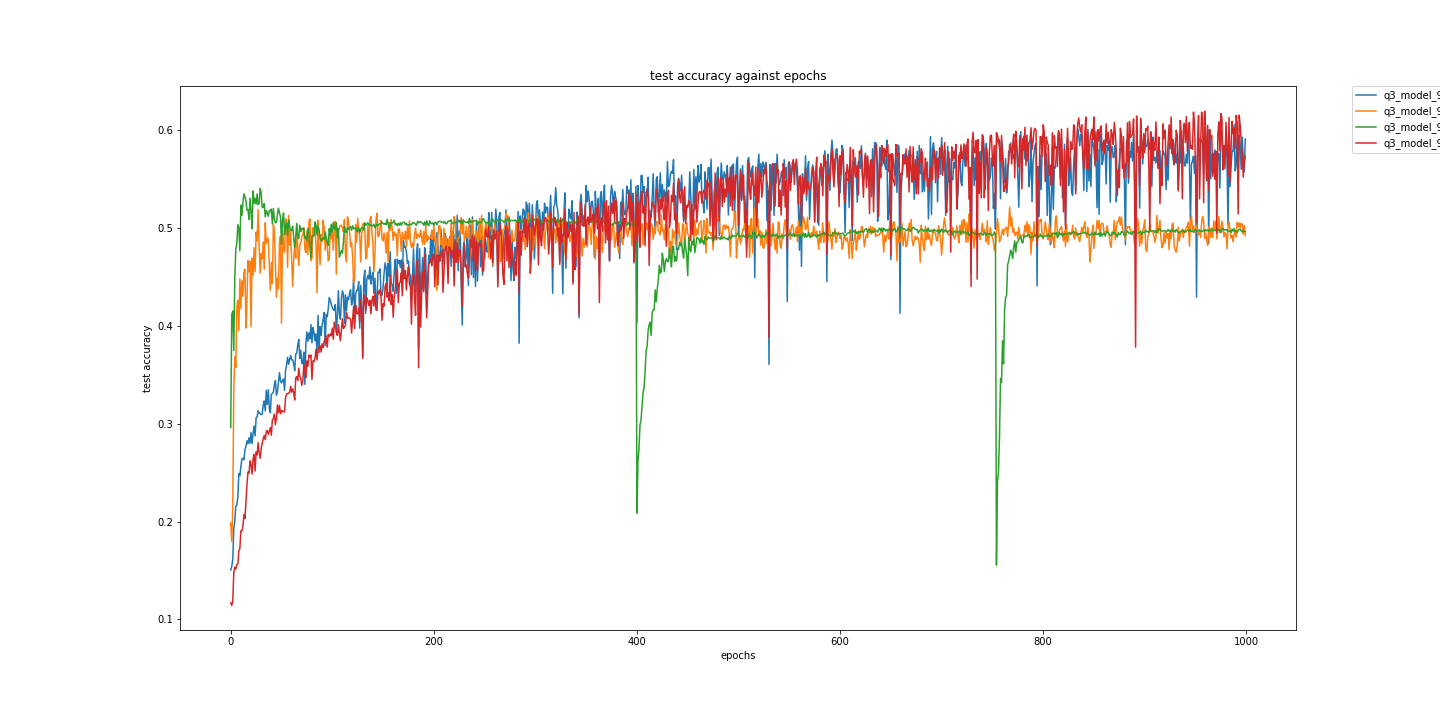 test accuracy against epochs
q3_model_9
q3_model_9
q3_model_9
q3_model_9
0.6
0.5
0.4
0.3
0.2
0.1
test accuracy
0 200 400 600 800 1000
epochs